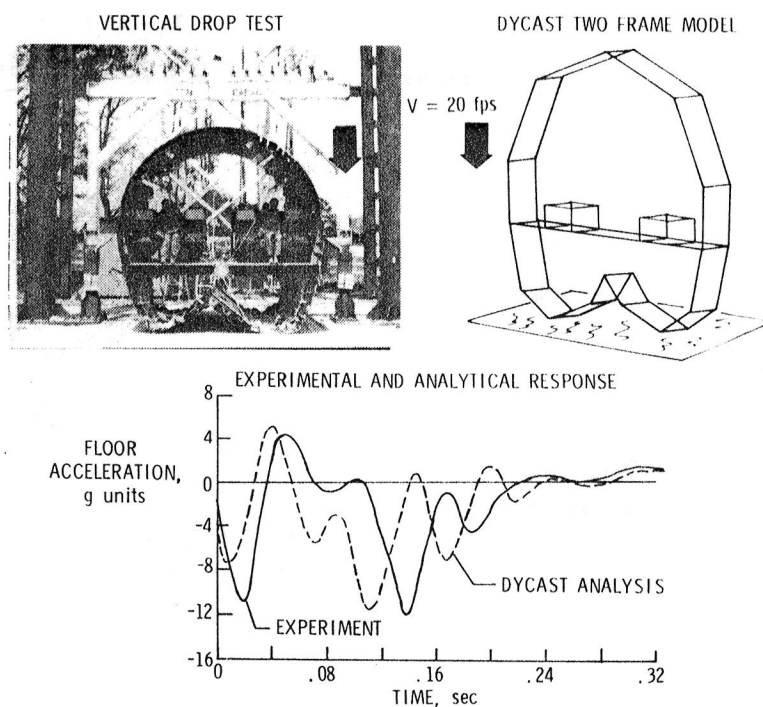 VERTICAL DROP TEST
DYCAST TWO FRAME MODEL
V = 20 fps
EXPERIMENTAL AND ANALYTICAL RESPONSE
FLOOR
ACCELERATION,
g units
8
4
0
-4
-8
-12
-16
DYCAST ANALYSIS
EXPERIMENT
0
.08
.16
.24
.32
TIME, sec